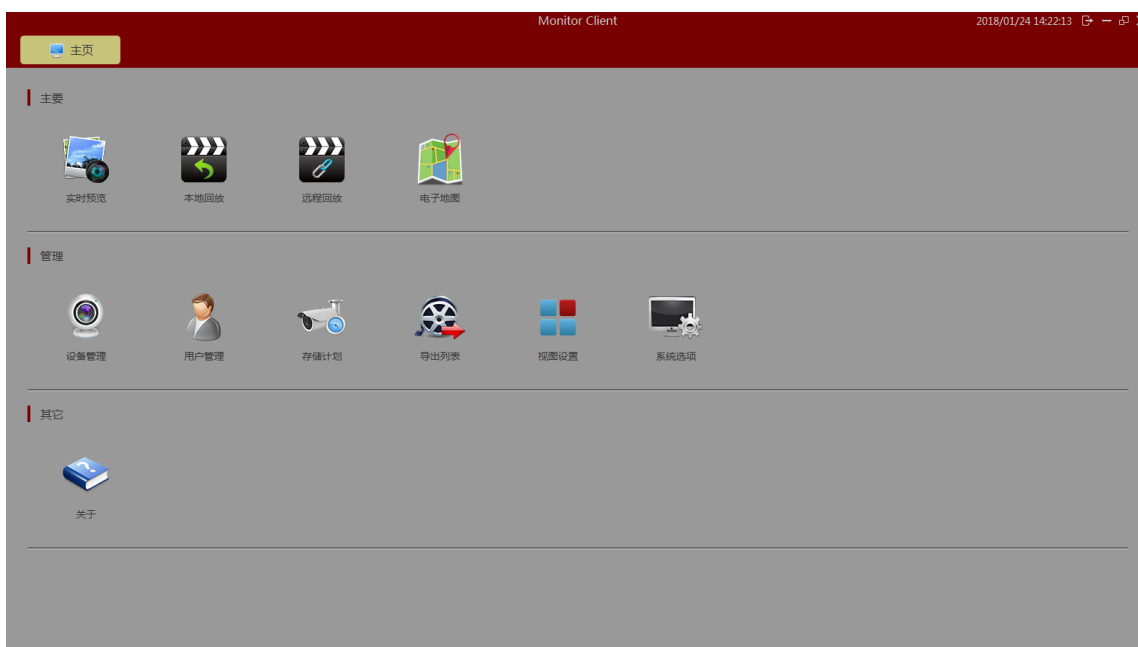 Monitor Client 2018/01/24 14:22:13
主页
主要
实时预览 本地回放 远程回放 电子地图
管理
设备管理 用户管理 存储计划 导出列表 视图设置 系统选项
其它
关于